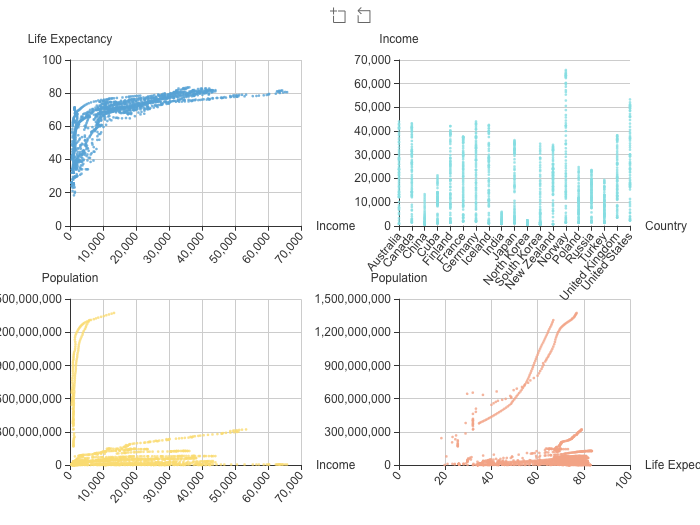 Life Expectancy
100
80
60
40
20
0
0
10,000
20,000
30,000
40,000
50,000
60,000
70,000
Income
Income
70,000
60,000
50,000
40,000
30,000
20,000
10,000
0
Australia
Canada
China
Cuba
Finland
France
Germany
Iceland
India
Japan
North Korea
South Korea
New Zealand
Norway
Poland
Russia
Turkey
United Kingdom
United States
Country
Population
500,000,000
200,000,000
900,000,000
600,000,000
300,000,000
0
0
10,000
20,000
30,000
40,000
50,000
60,000
70,000
Income
Population
1,500,000,000
1,200,000,000
900,000,000
600,000,000
300,000,000
0
0
20
40
60
80
100
Life Expec